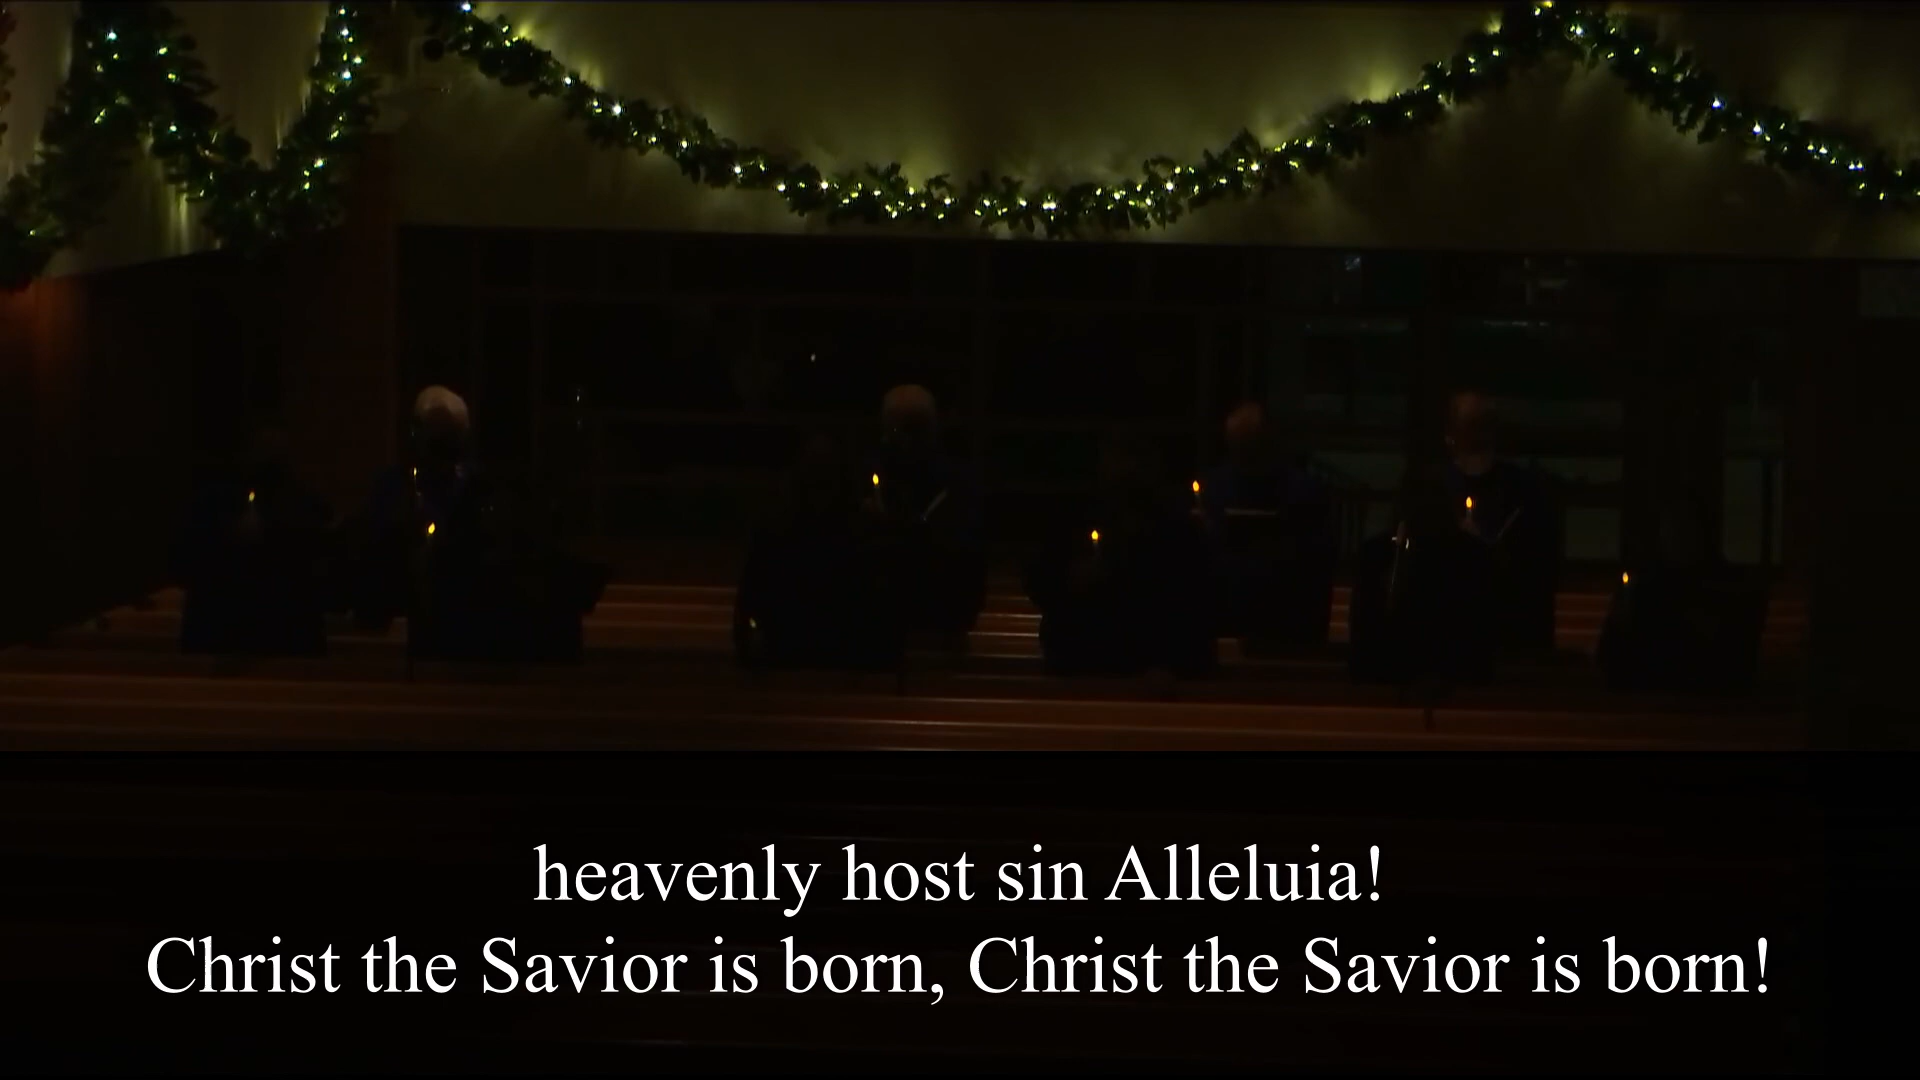 heavenly host sin Alleluia!
Christ the Savior is born, Christ the Savior is born!